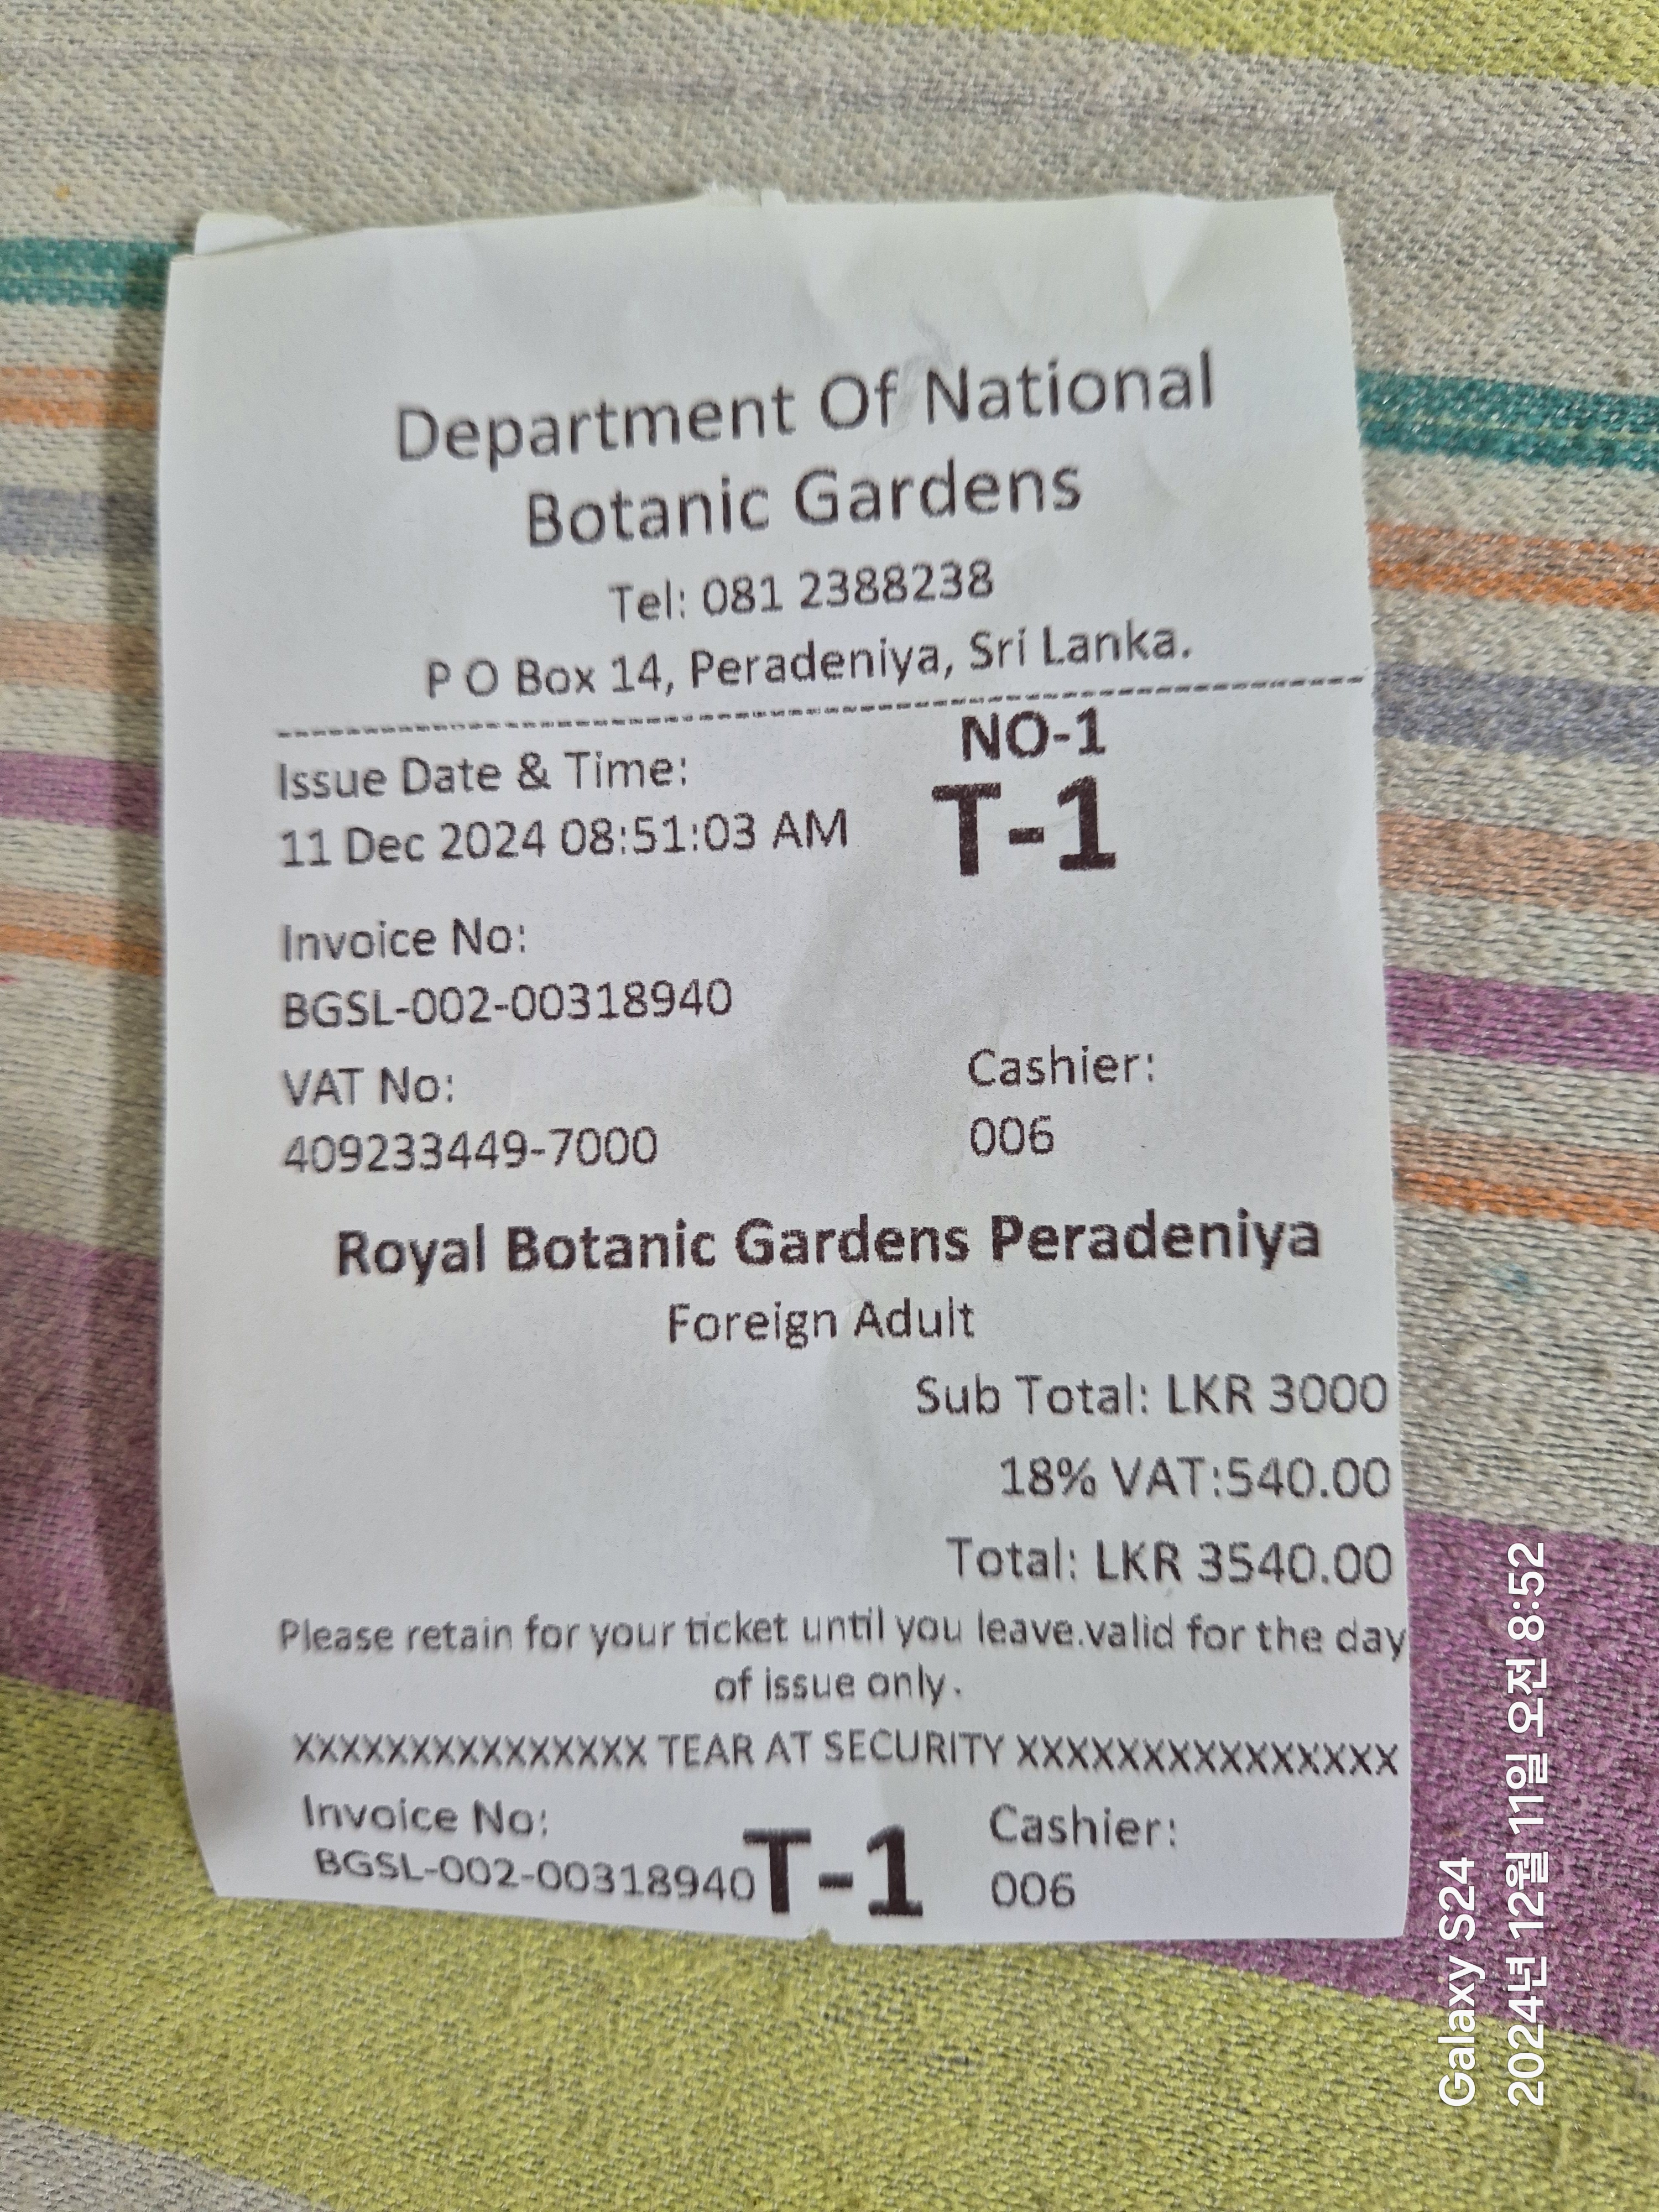 Department Of National
Botanic Gardens
Tel: 081 2388238
P O Box 14, Peradeniya, Sri Lanka.
NO-1
Issue Date & Time:
T-1
11 Dec 2024 08:51:03 AM
Invoice No:
BGSL-002-00318940
VAT No:
Cashier:
409233449-7000
006
Royal Botanic Gardens Peradeniya
Foreign Adult
Sub Total: LKR 3000
18% VAT:540.00
Total: LKR 3540.00
Please retain for your ticket until you leave.valid for the day
of issue only.
XXXXXXXXXXXXXXX TEAR AT SECURITY XXXXXXXXXXXXXXXX
Invoice No:
Cashier:
BGSL-002-00318940 T-1
006
Galaxy S24
2024년 12월 11일 오전 8:52